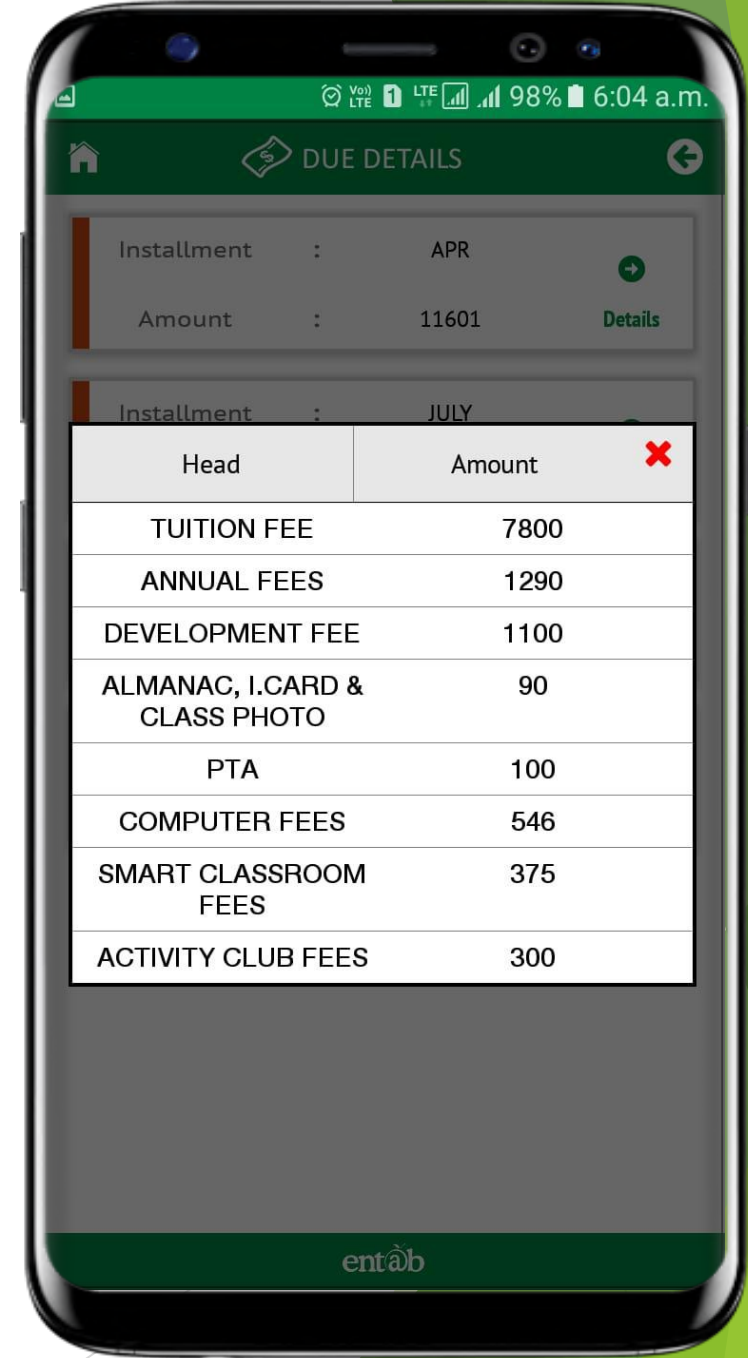 Vo)) LTE 1 LTE 98% 6:04 a.m.
DUE DETAILS
Installment : APR
Amount : 11601 Details
Installment : JULY
Head Amount
TUITION FEE 7800
ANNUAL FEES 1290
DEVELOPMENT FEE 1100
ALMANAC, I.CARD & 90
CLASS PHOTO
PTA 100
COMPUTER FEES 546
SMART CLASSROOM 375
FEES
ACTIVITY CLUB FEES 300
entab